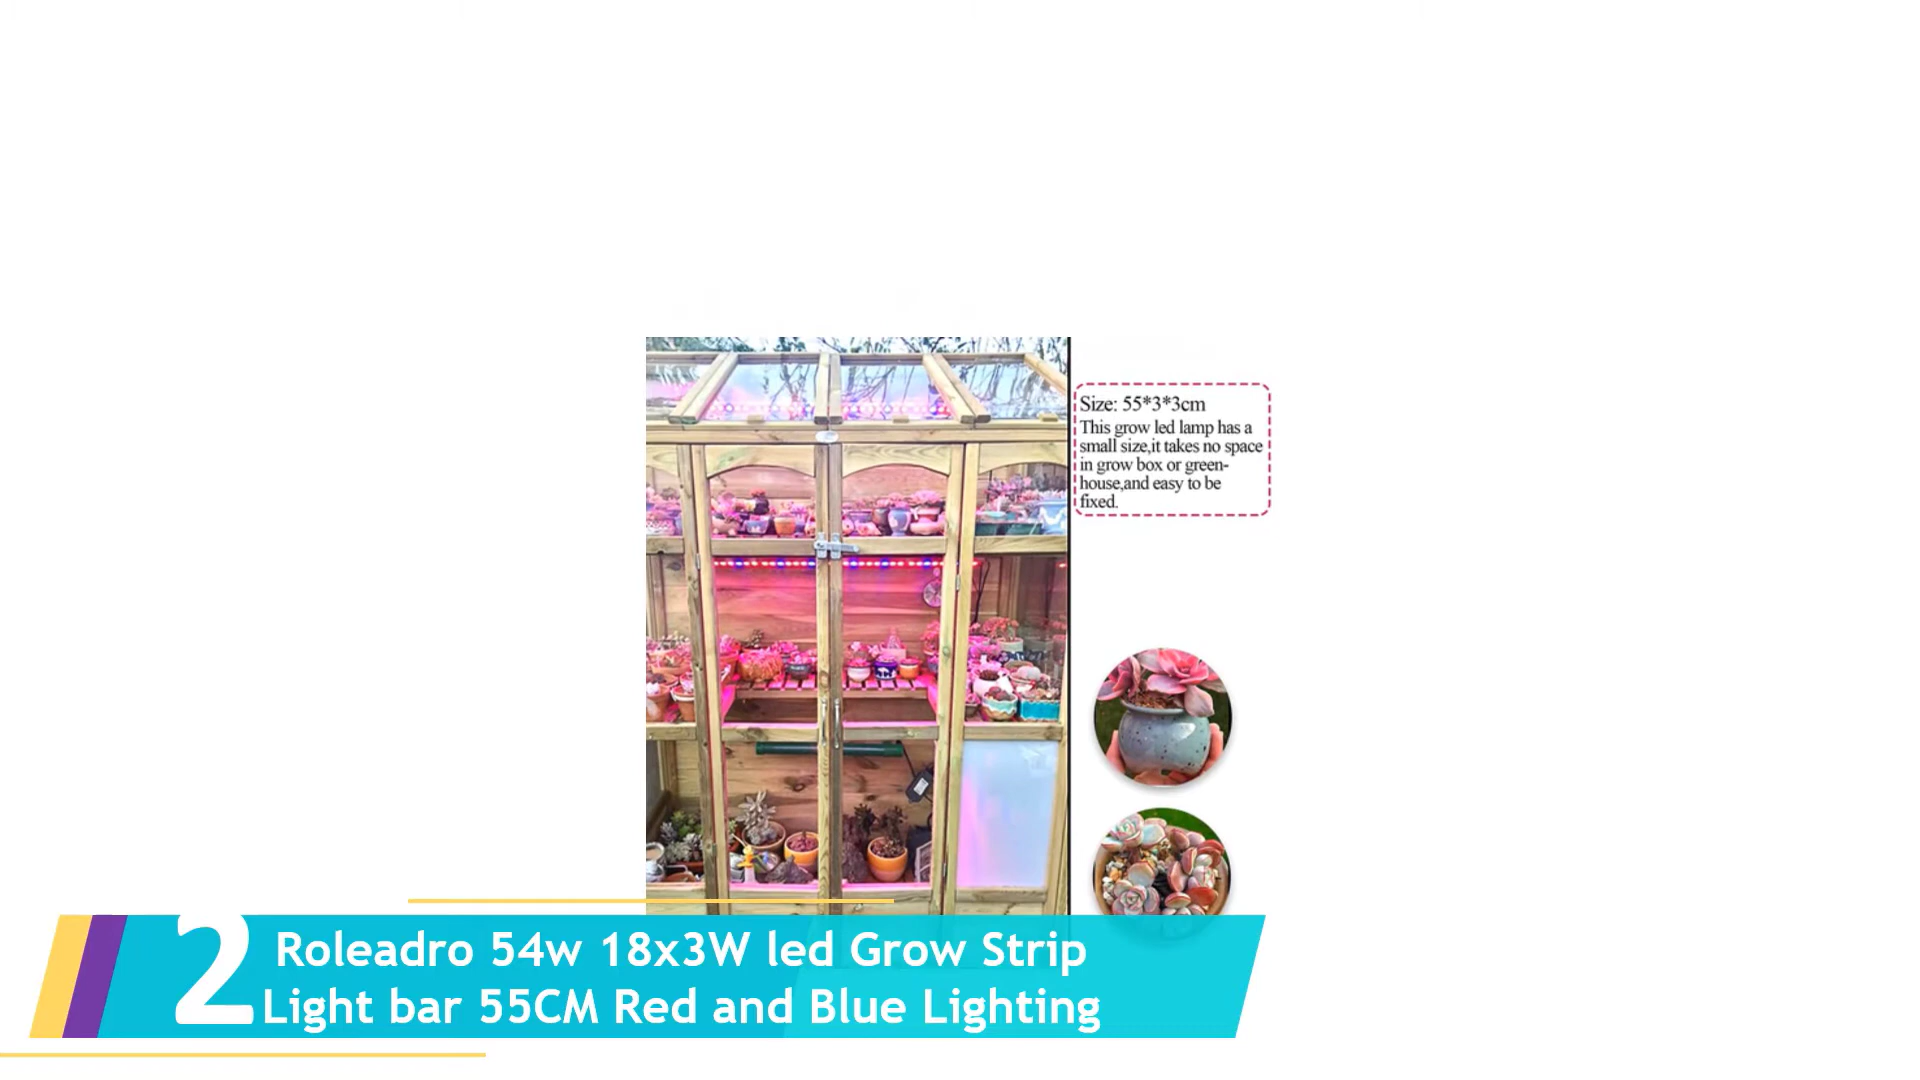 Size: 55*3*3cm
This grow led lamp has a
small size,it takes no space
in grow box or green-
house,and easy to be
fixed.
2
Roleadro 54w 18x3W led Grow Strip
Light bar 55CM Red and Blue Lighting